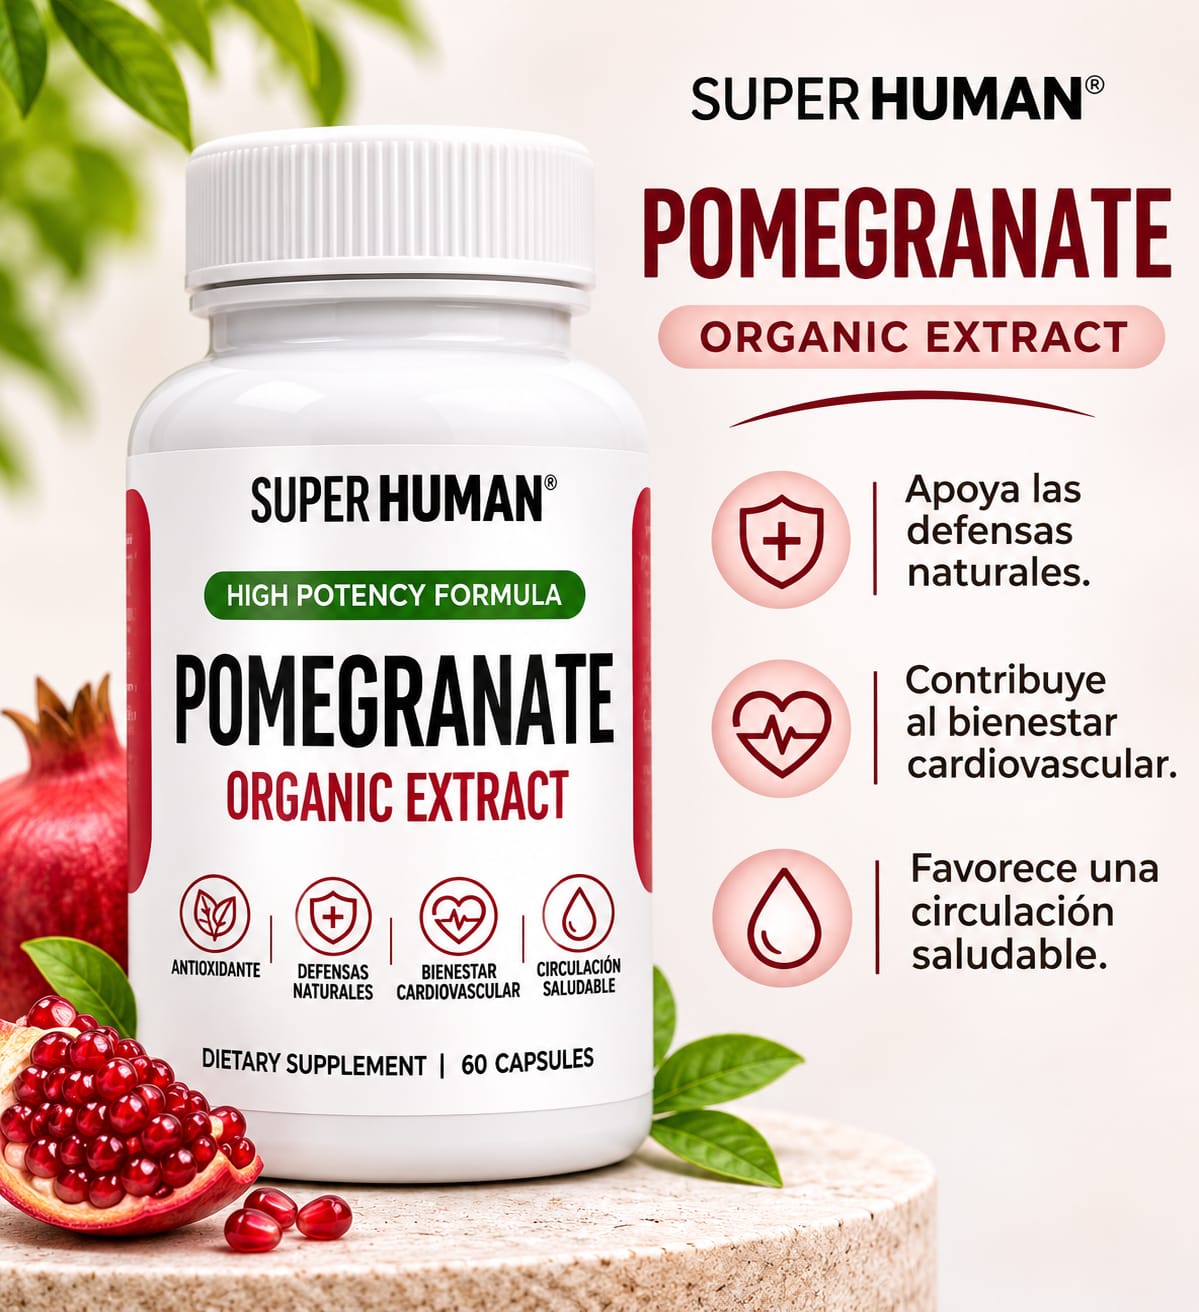 SUPER HUMAN®
POMEGRANATE
ORGANIC EXTRACT
Apoya las
defensas
naturales.
Contribuye
al bienestar
cardiovascular.
Favorece una
circulación
saludable.
SUPER HUMAN®
HIGH POTENCY FORMULA
POMEGRANATE
ORGANIC EXTRACT
ANTIOXIDANTE
DEFENSAS
NATURALES
BIENESTAR
CARDIOVASCULAR
CIRCULACIÓN
SALUDABLE
DIETARY SUPPLEMENT | 60 CAPSULES